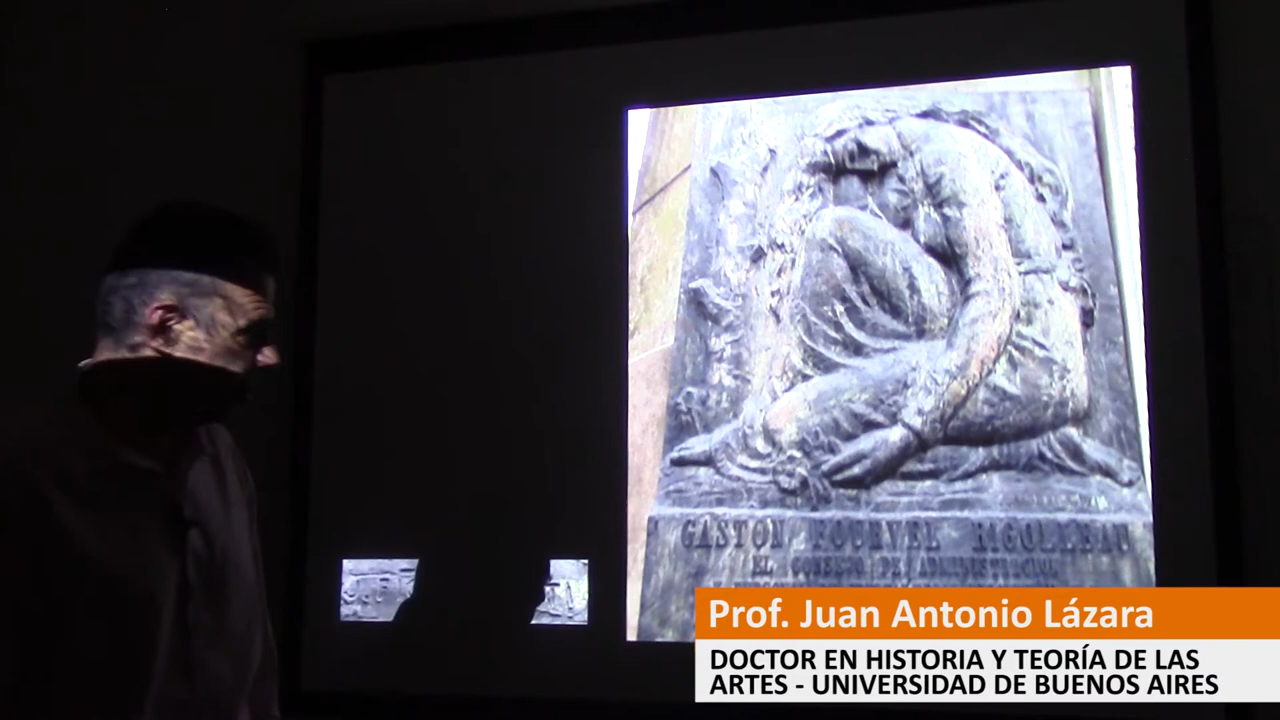 GASTON FOURVEL RIGOLLEAU
EL CONSEJO DE ADMINISTRACION
Prof. Juan Antonio Lázara
DOCTOR EN HISTORIA Y TEORÍA DE LAS
ARTES - UNIVERSIDAD DE BUENOS AIRES